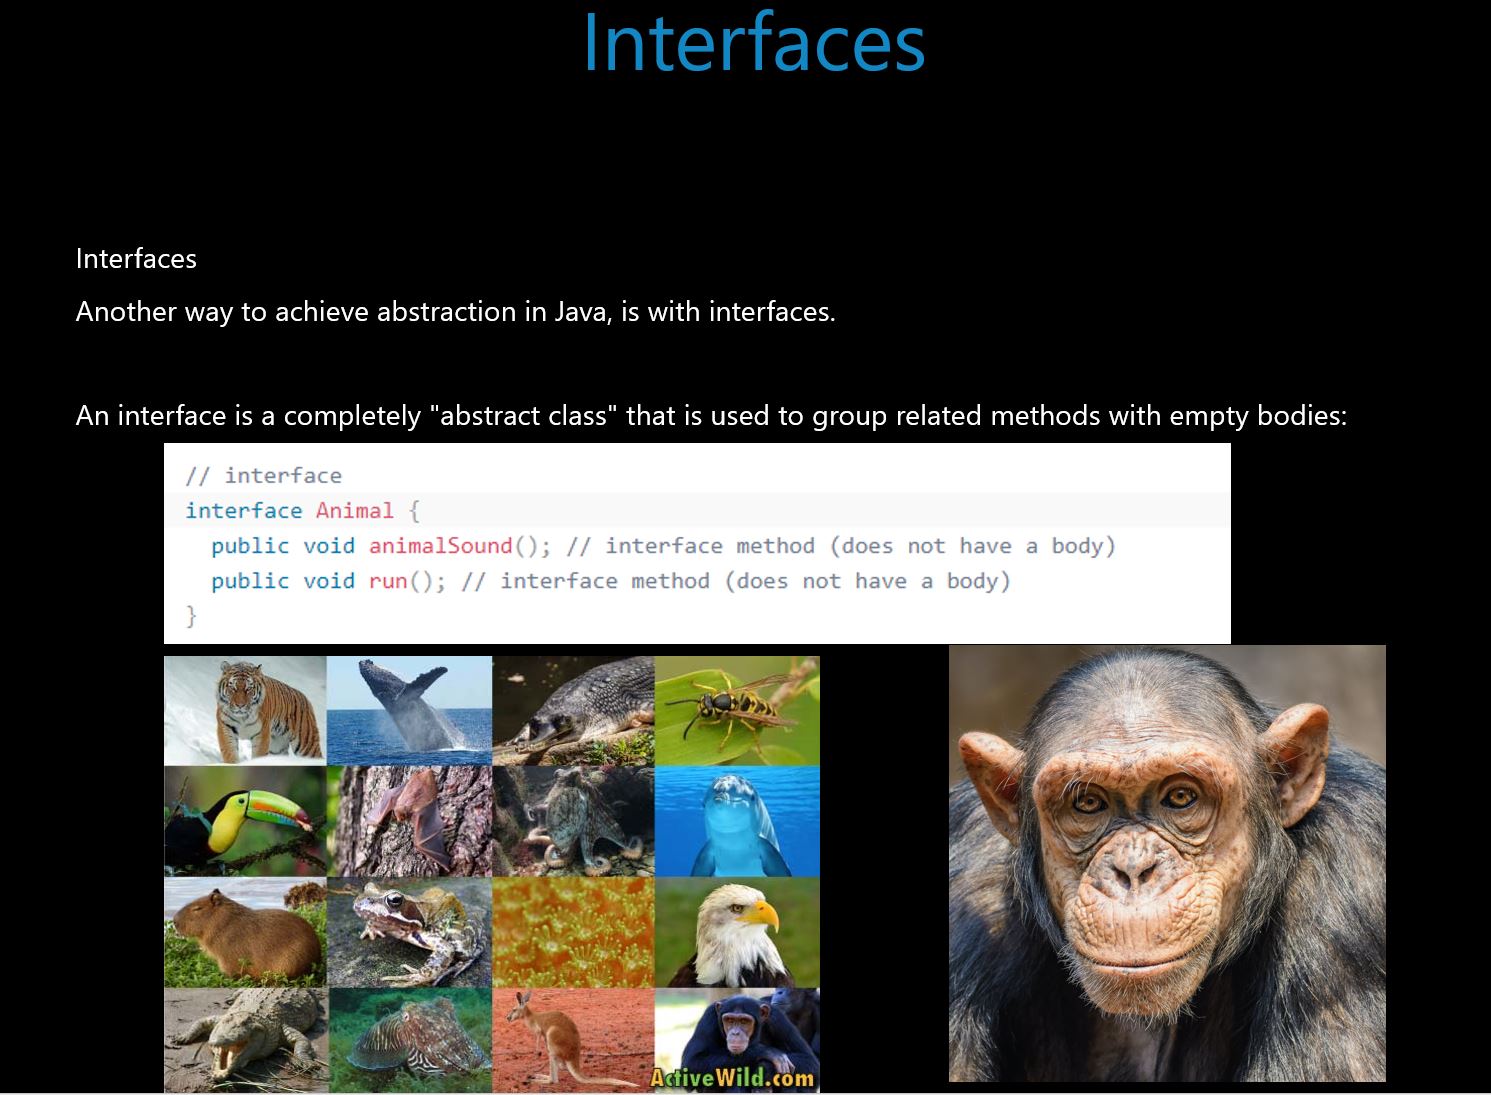 Interfaces
Interfaces
Another way to achieve abstraction in Java, is with interfaces.
An interface is a completely "abstract class" that is used to group related methods with empty bodies:
// interface
interface Animal {
  public void animalSound(); // interface method (does not have a body)
  public void run(); // interface method (does not have a body)
}
ActiveWild.com